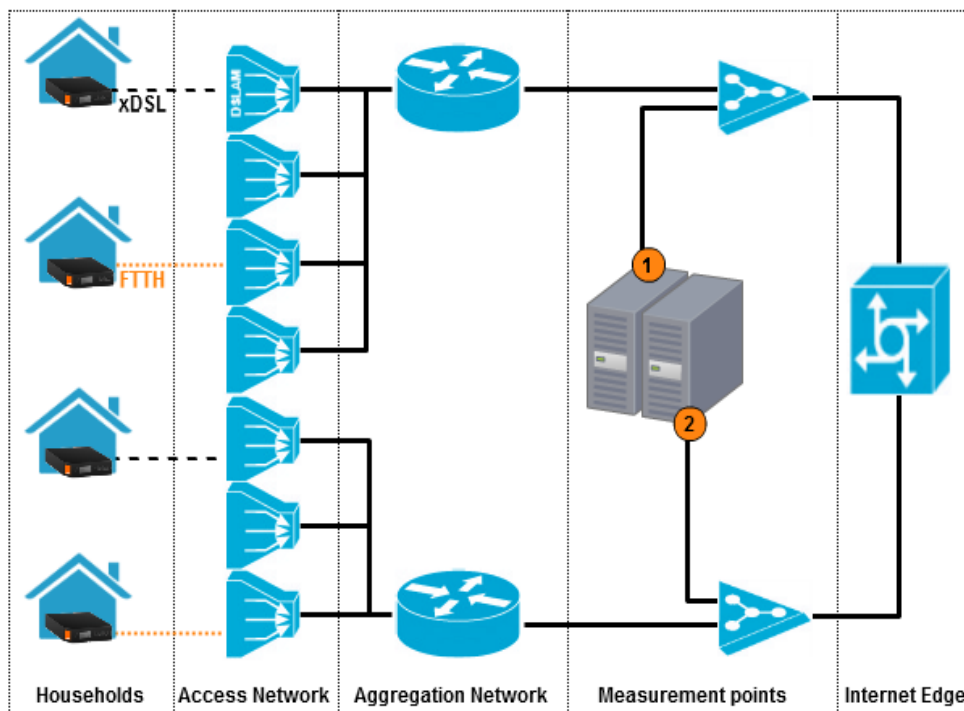 xDSL
DSLAM
FTTH
1
2
Households
Access Network
Aggregation Network
Measurement points
Internet Edge